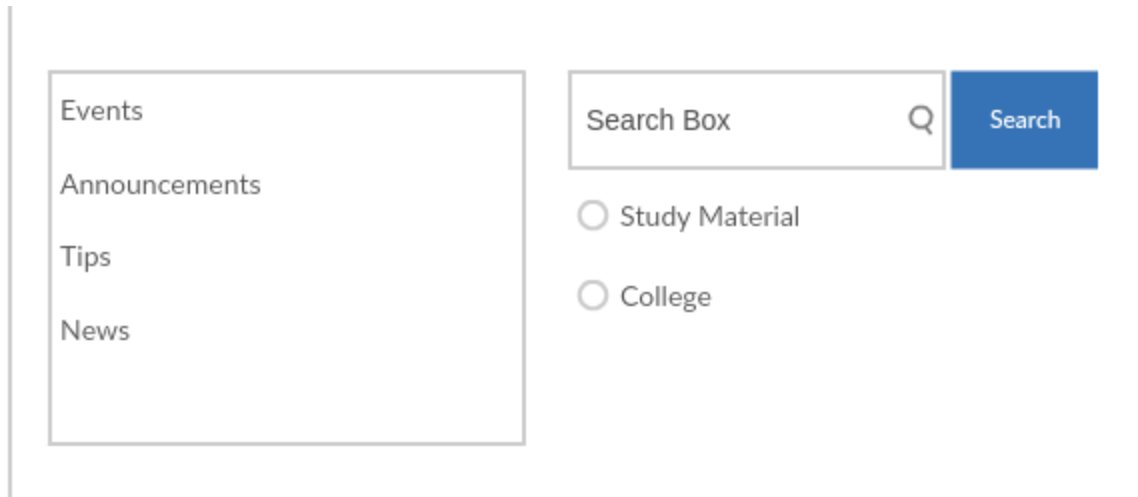 Events
Announcements
Tips
News
Search Box
Search
Study Material
College